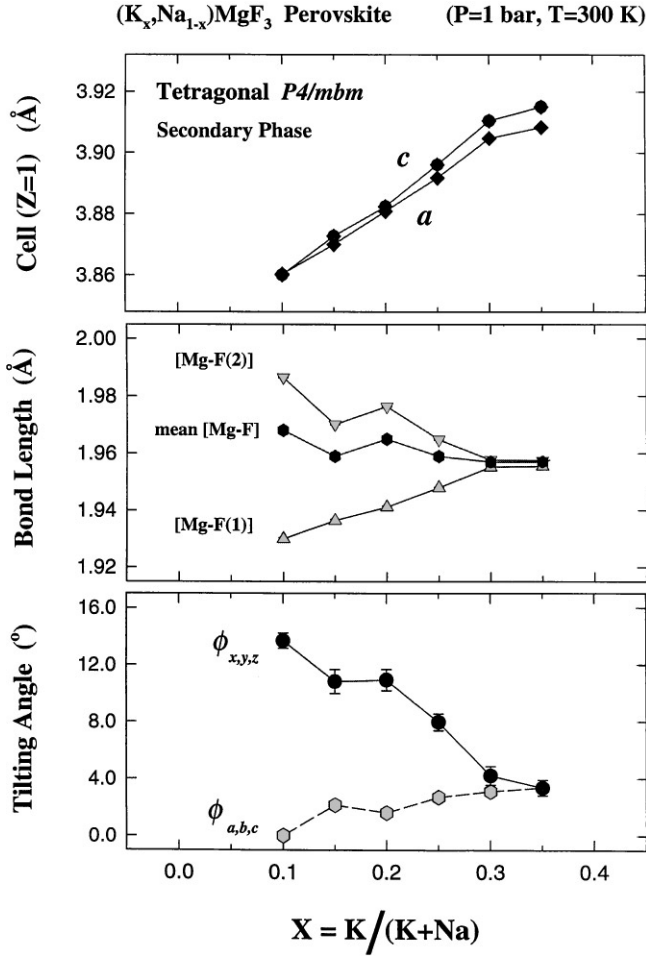 (KₓNa₁₋ₓ)MgF₃ Perovskite (P=1 bar, T=300 K)
Tetragonal P4/mbm
Secondary Phase
c
a
Cell (Z=1) (Å)
3.92
3.90
3.88
3.86
[Mg-F(2)]
mean [Mg-F]
[Mg-F(1)]
Bond Length (Å)
2.00
1.98
1.96
1.94
1.92
ϕ x,y,z
ϕ a,b,c
Tilting Angle (°)
16.0
12.0
8.0
4.0
0.0
0.0 0.1 0.2 0.3 0.4
X = K/(K+Na)